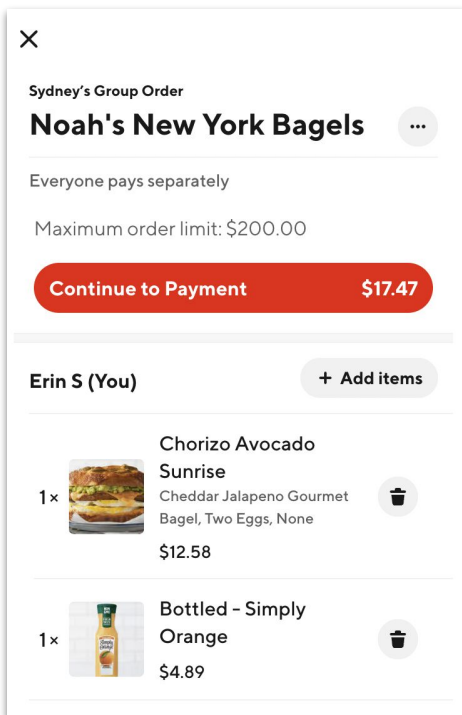 Sydney's Group Order
Noah's New York Bagels
Everyone pays separately
Maximum order limit: $200.00
Continue to Payment $17.47
Erin S (You)
+ Add items
Chorizo Avocado
Sunrise
1×
Cheddar Jalapeno Gourmet
Bagel, Two Eggs, None
$12.58
Bottled - Simply
Orange
1×
$4.89
Simply
Orange